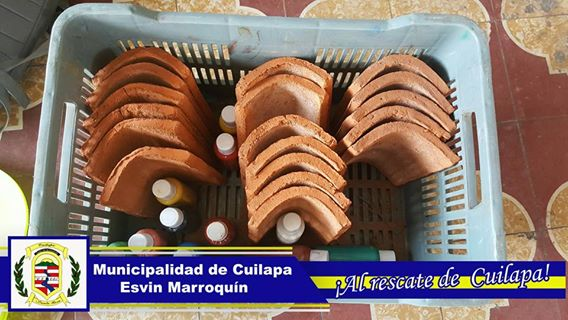 Municipalidad de Cuilapa
Esvin Marroquín
¡Al rescate de Cuilapa!